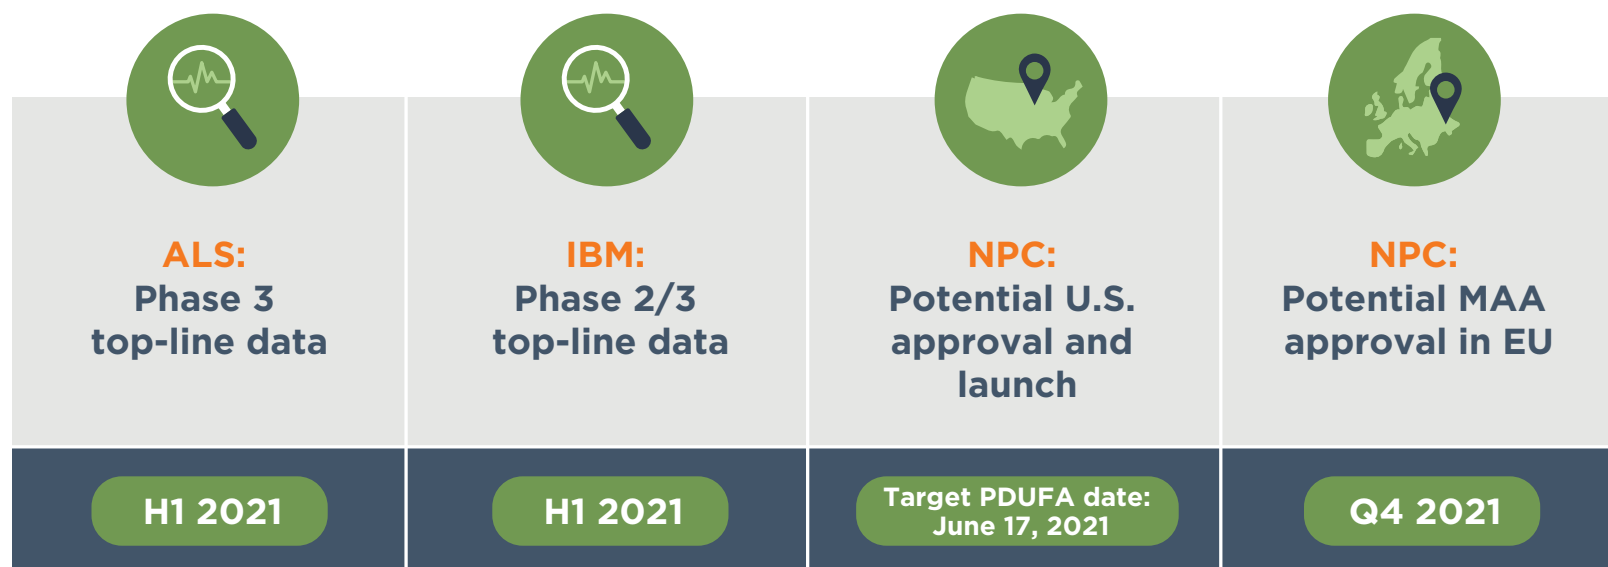 ALS:
Phase 3
top-line data
H1 2021
IBM:
Phase 2/3
top-line data
H1 2021
NPC:
Potential U.S.
approval and
launch
Target PDUFA date:
June 17, 2021
NPC:
Potential MAA
approval in EU
Q4 2021